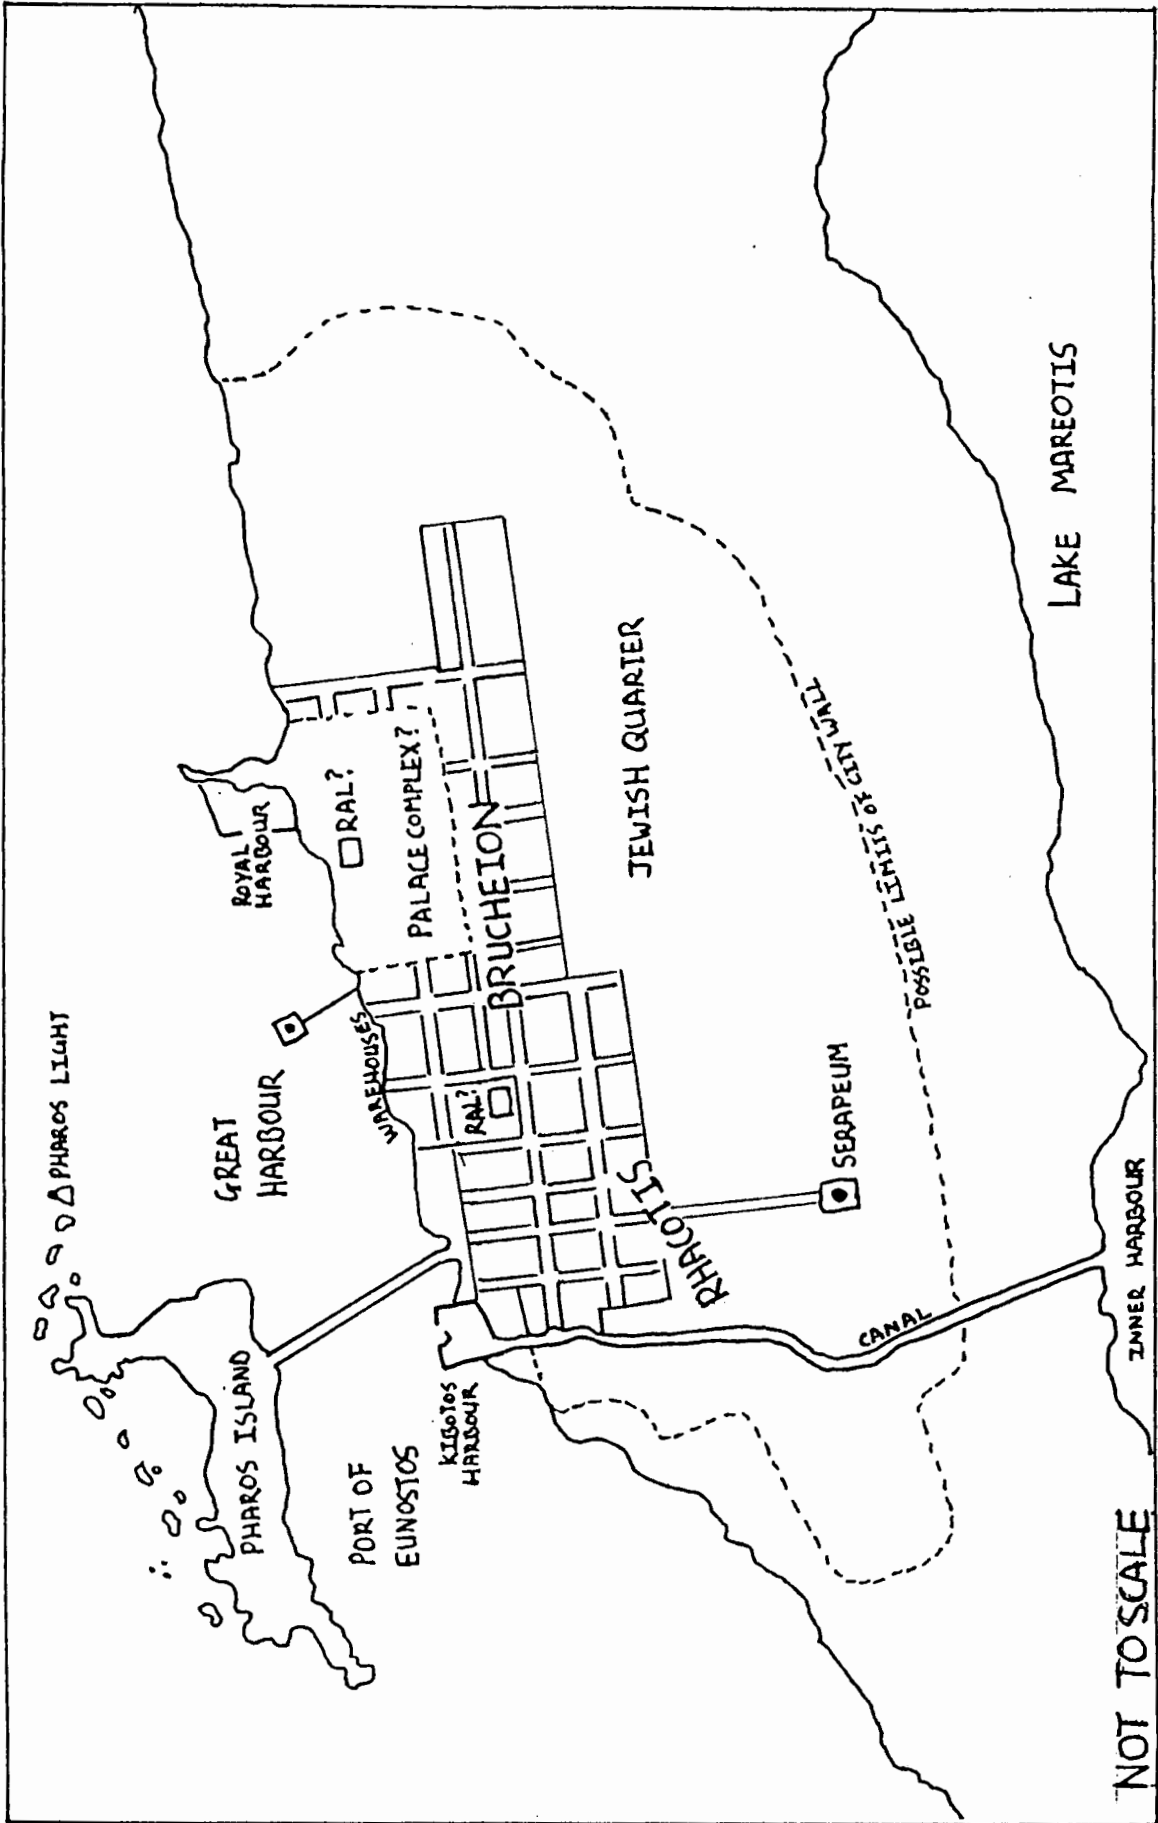 PHAROS LIGHT
GREAT
HARBOUR
ROYAL
HARBOUR
RAL?
PALACE COMPLEX?
WAREHOUSES
BRUCHEION
RAL?
PHAROS ISLAND
PORT OF
EUNOSTOS
KIBOTOS
HARBOUR
RHACOTIS
JEWISH QUARTER
SERAPEUM
CANAL
POSSIBLE LIMITS OF CITY WALL
LAKE MAREOTIS
INNER HARBOUR
NOT TO SCALE